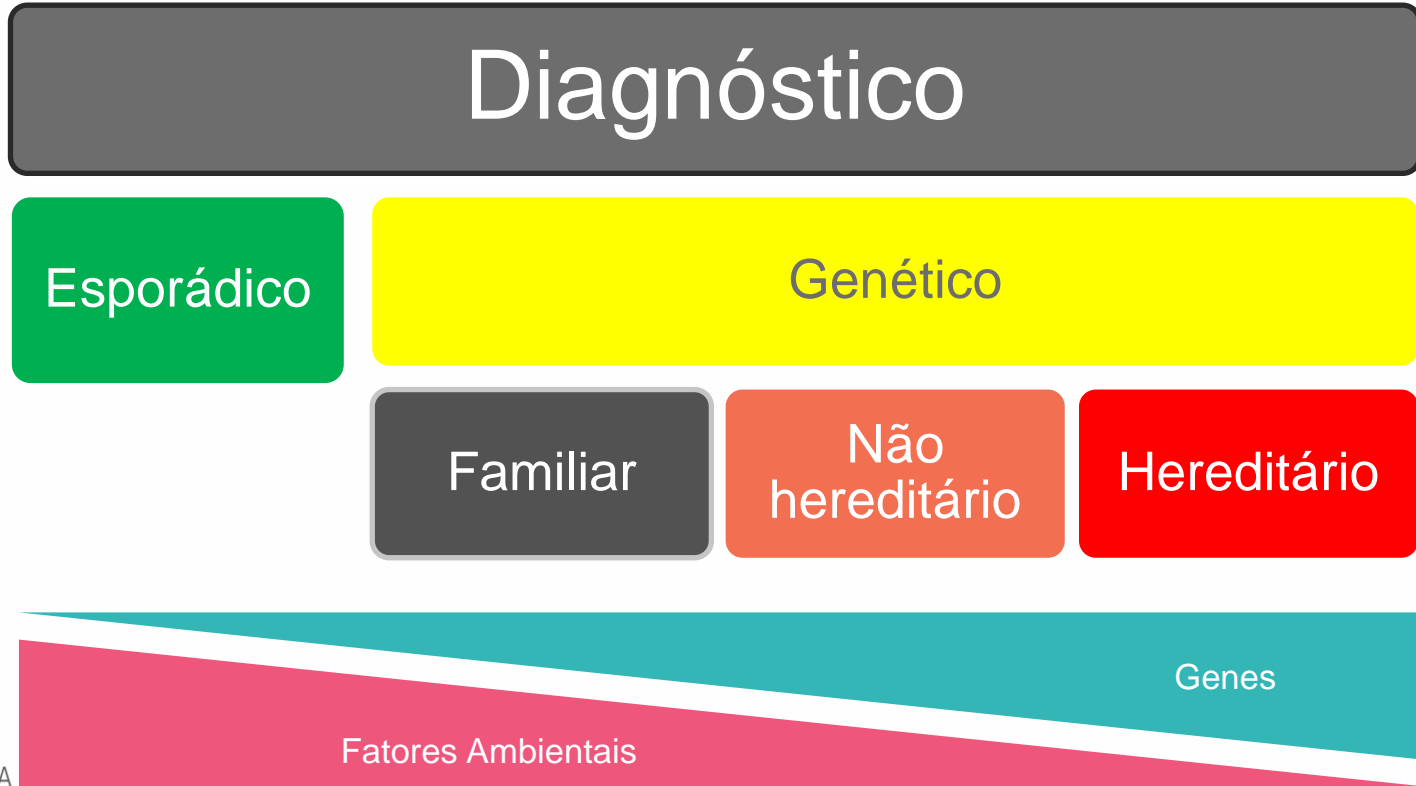 Diagnóstico
Esporádico
Genético
Familiar
Não
hereditário
Hereditário
Genes
Fatores Ambientais
A